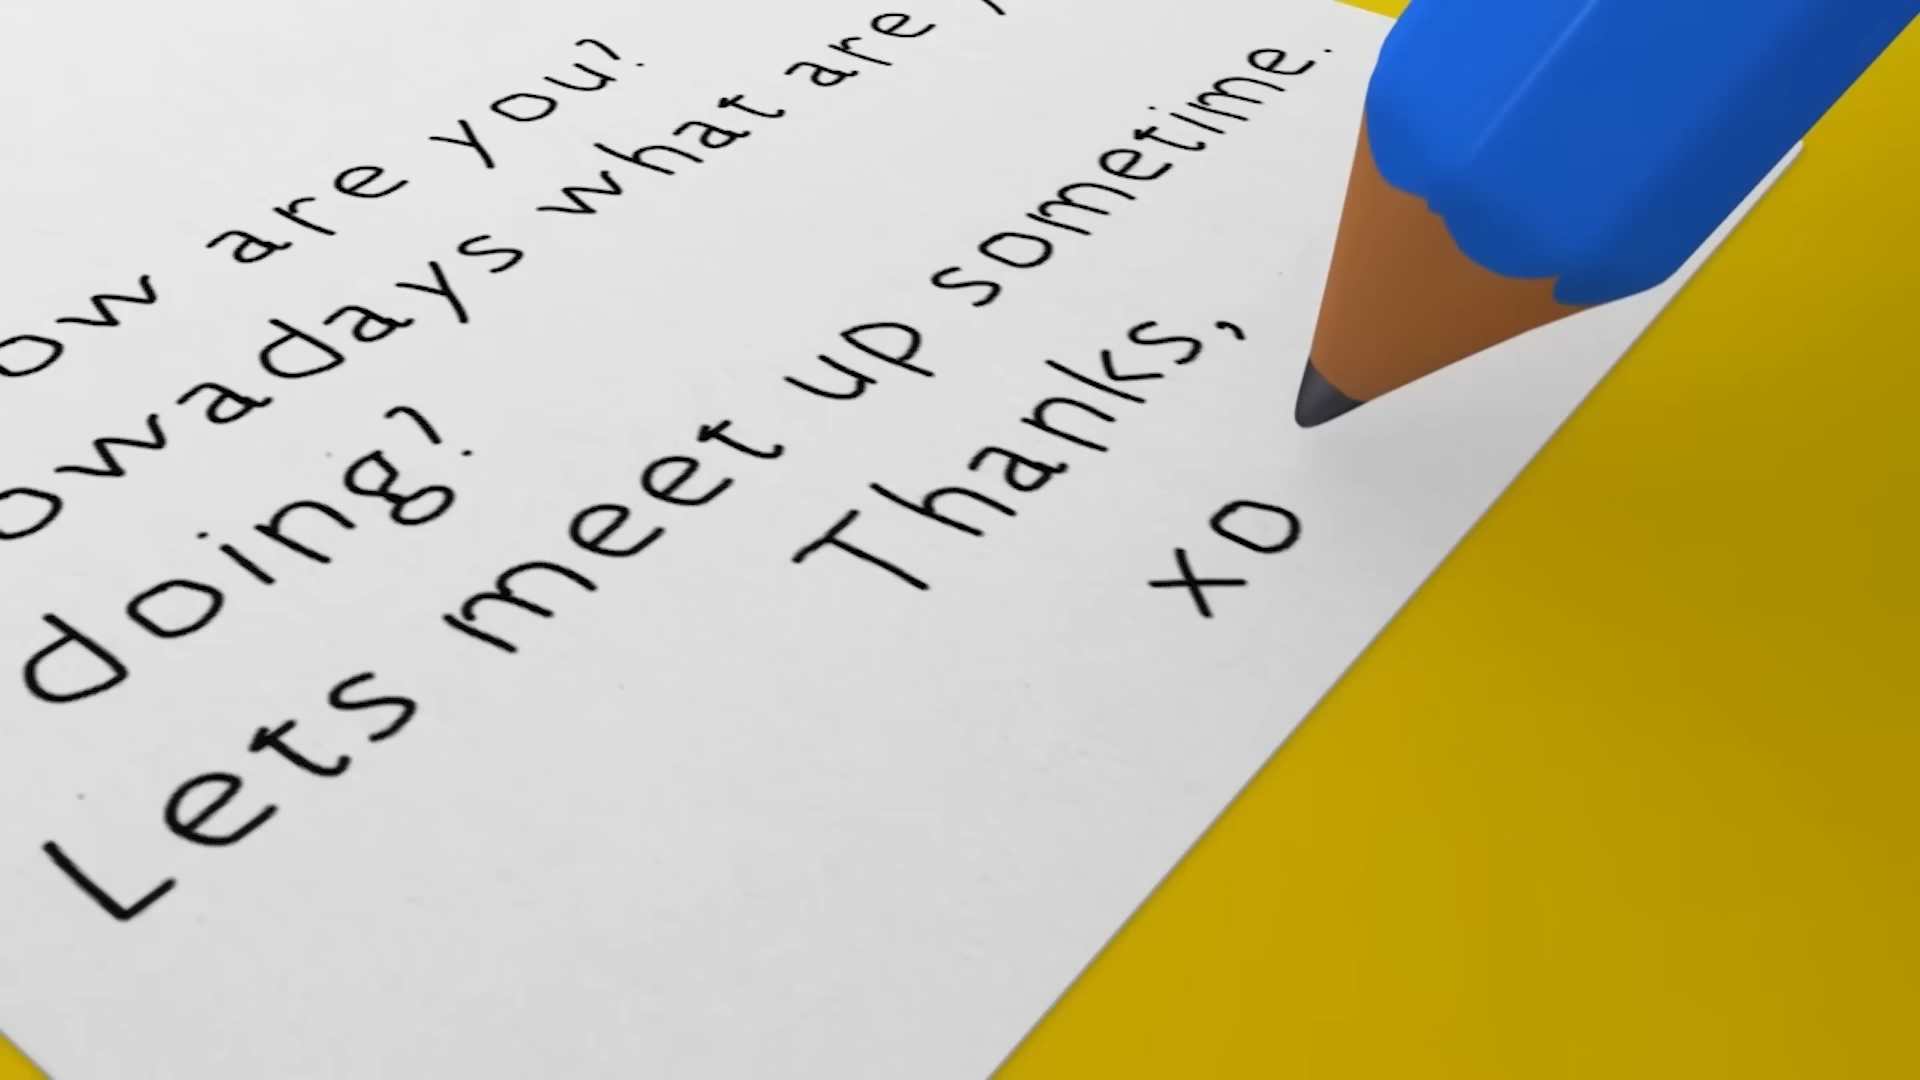 ow are you?
owadays what are
doing?
Lets meet up sometime.
Thanks,
xo